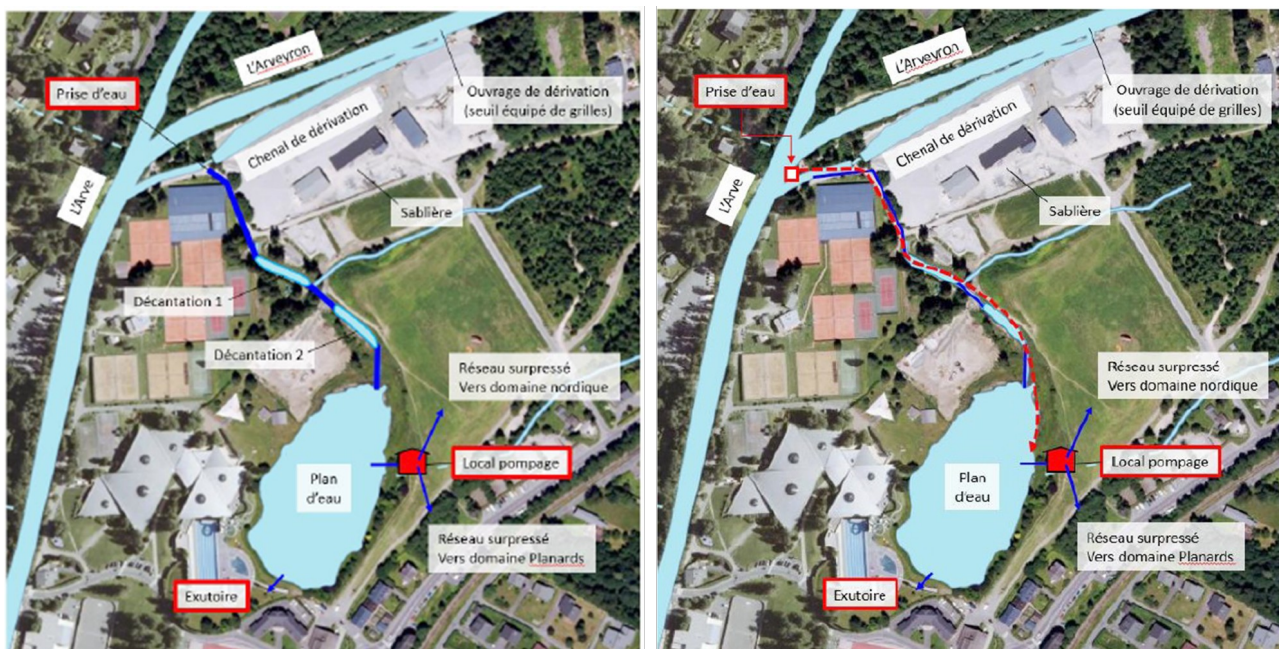 L'Arveyron
Prise d'eau
Ouvrage de dérivation
(seuil équipé de grilles)
Chenal de dérivation
L'Arve
Sablière
Décantation 1
Décantation 2
Réseau surpressé
Vers domaine nordique
Local pompage
Plan
d'eau
Réseau surpressé
Vers domaine Planards
Exutoire
L'Arveyron
Prise d'eau
Ouvrage de dérivation
(seuil équipé de grilles)
Chenal de dérivation
L'Arve
Sablière
Réseau surpressé
Vers domaine nordique
Local pompage
Plan
d'eau
Réseau surpressé
Vers domaine Planards
Exutoire